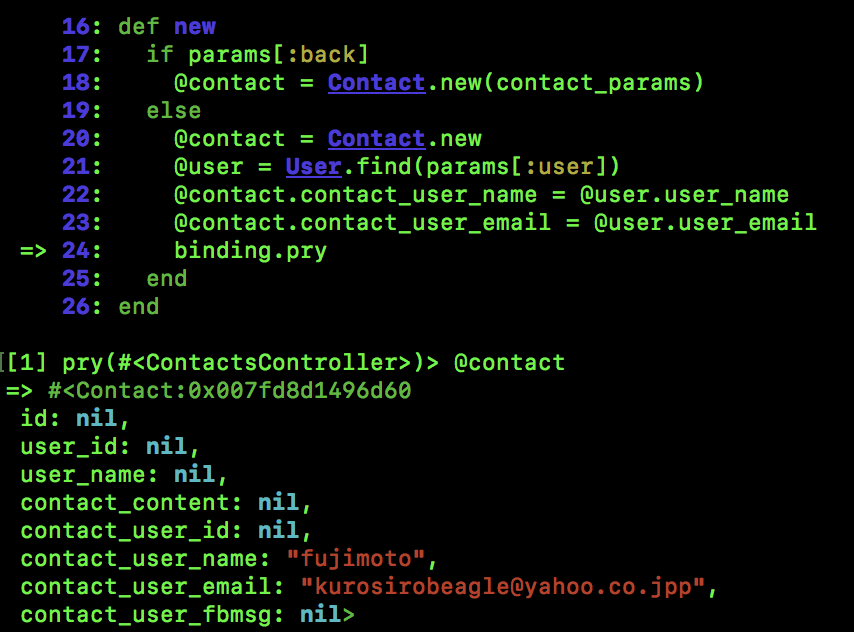 16: def new
17:   if params[:back]
18:     @contact = Contact.new(contact_params)
19:   else
20:     @contact = Contact.new
21:     @user = User.find(params[:user])
22:     @contact.contact_user_name = @user.user_name
23:     @contact.contact_user_email = @user.user_email
=> 24:     binding.pry
25:   end
26: end
[[1] pry(#<ContactsController>)> @contact
=> #<Contact:0x007fd8d1496d60
id: nil,
user_id: nil,
user_name: nil,
contact_content: nil,
contact_user_id: nil,
contact_user_name: "fujimoto",
contact_user_email: "kurosirobeagle@yahoo.co.jpp",
contact_user_fbmsg: nil>